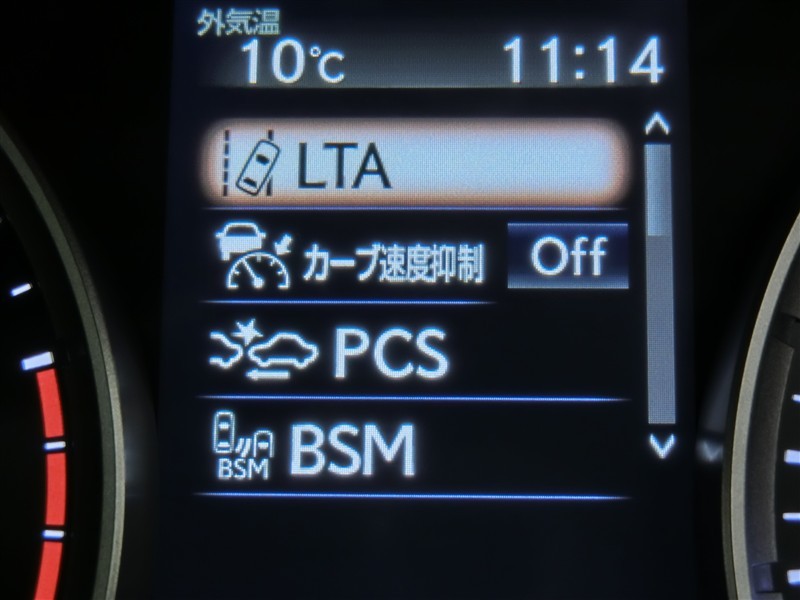 外気温
10℃ 11:14
LTA
カーブ速度抑制 Off
PCS
BSM BSM